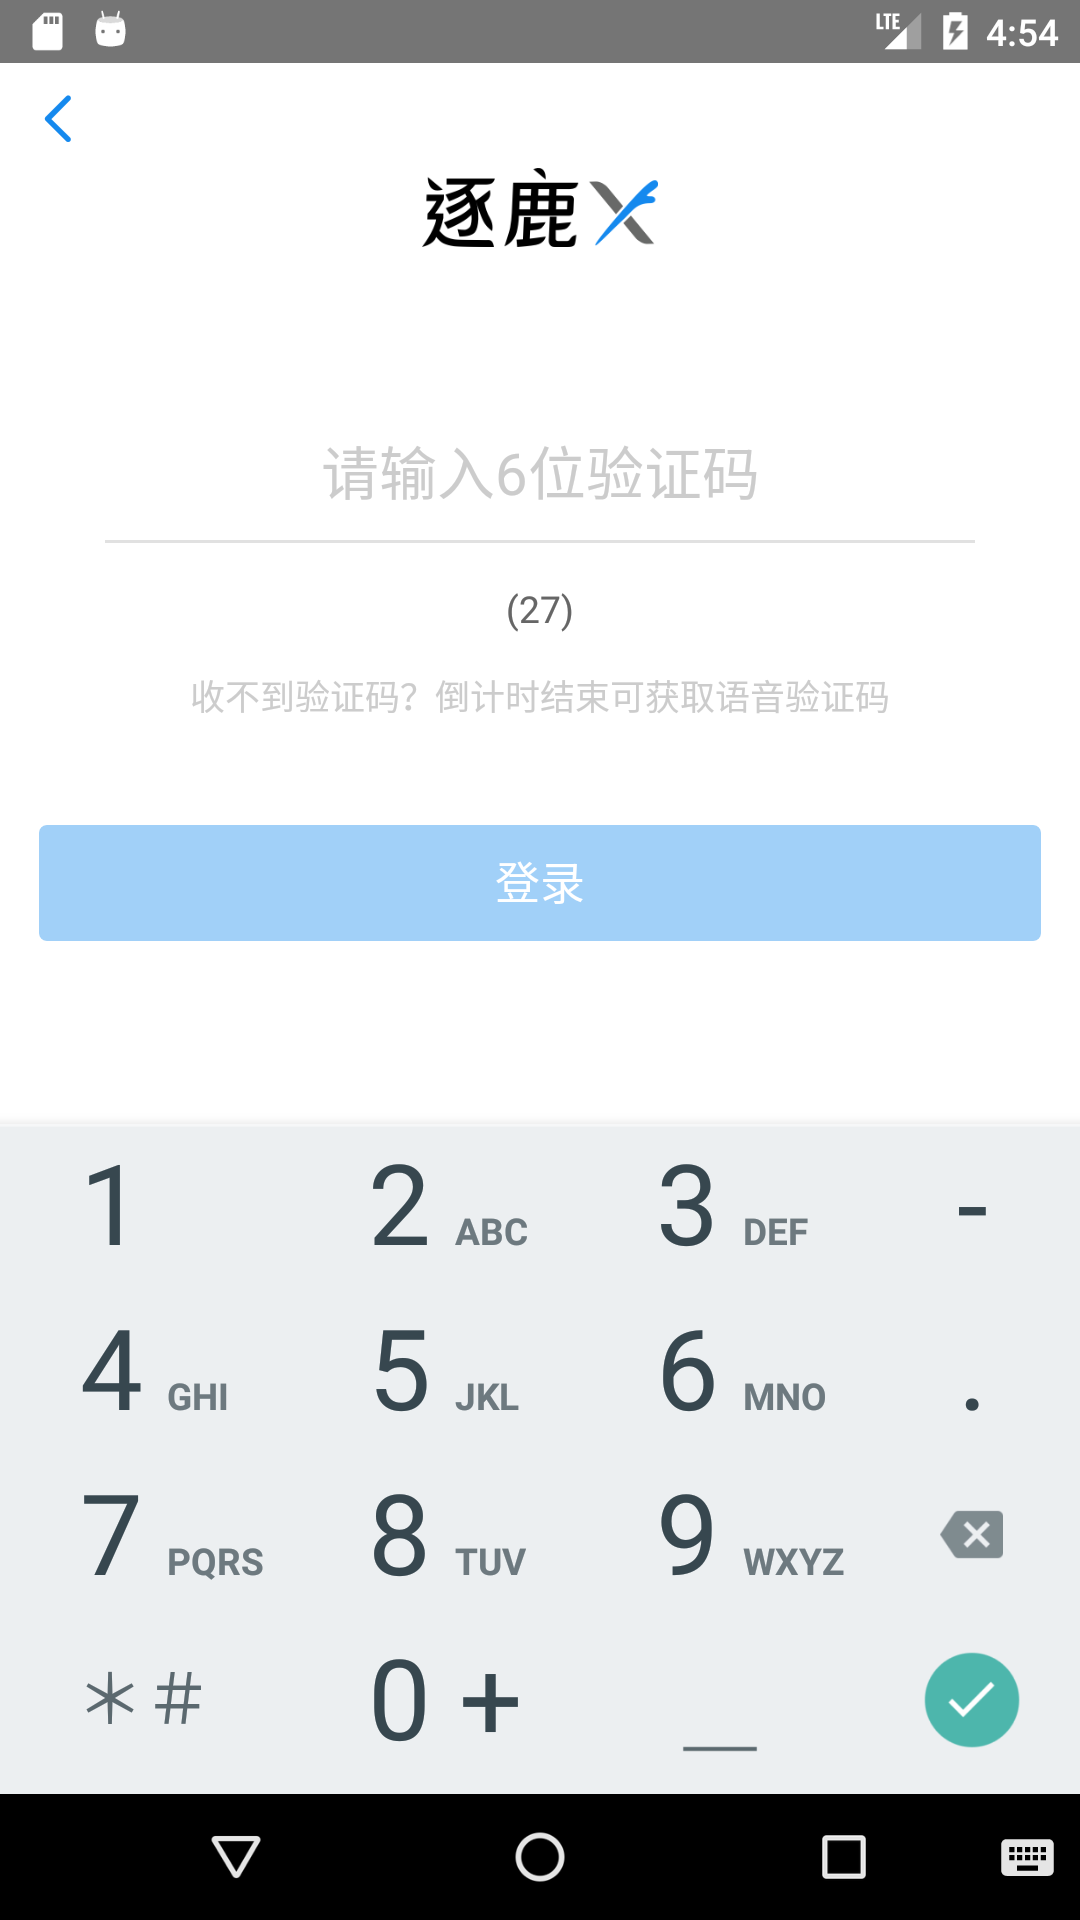 LTE 4:54
逐鹿X
请输入6位验证码
(27)
收不到验证码？倒计时结束可获取语音验证码
登录
1 2 ABC 3 DEF -
4 GHI 5 JKL 6 MNO .
7 PQRS 8 TUV 9 WXYZ
* # 0 + _